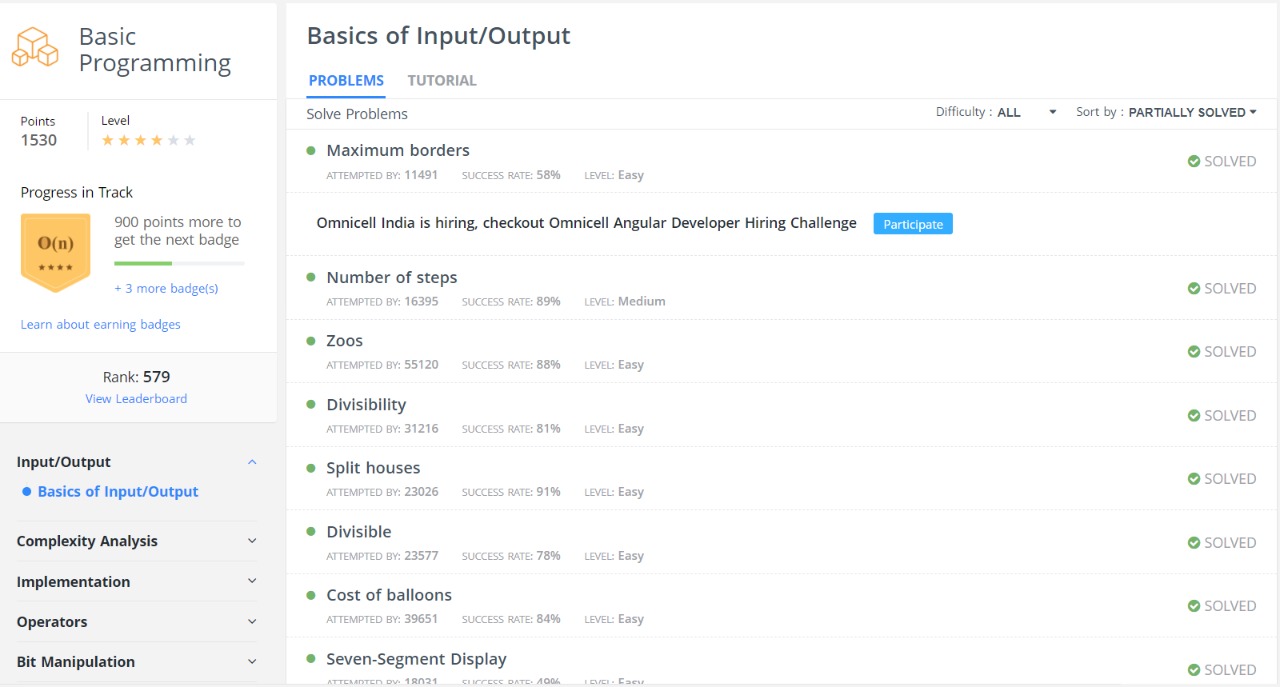 Basic
Programming
Points
1530
Level
Progress in Track
O(n)
900 points more to
get the next badge
+ 3 more badge(s)
Learn about earning badges
Rank: 579
View Leaderboard
Input/Output
Basics of Input/Output
Complexity Analysis
Implementation
Operators
Bit Manipulation
Basics of Input/Output
PROBLEMS TUTORIAL
Solve Problems Difficulty : ALL Sort by : PARTIALLY SOLVED
Maximum borders
ATTEMPTED BY: 11491 SUCCESS RATE: 58% LEVEL: Easy
SOLVED
Omnicell India is hiring, checkout Omnicell Angular Developer Hiring Challenge Participate
Number of steps
ATTEMPTED BY: 16395 SUCCESS RATE: 89% LEVEL: Medium
SOLVED
Zoos
ATTEMPTED BY: 55120 SUCCESS RATE: 88% LEVEL: Easy
SOLVED
Divisibility
ATTEMPTED BY: 31216 SUCCESS RATE: 81% LEVEL: Easy
SOLVED
Split houses
ATTEMPTED BY: 23026 SUCCESS RATE: 91% LEVEL: Easy
SOLVED
Divisible
ATTEMPTED BY: 23577 SUCCESS RATE: 78% LEVEL: Easy
SOLVED
Cost of balloons
ATTEMPTED BY: 39651 SUCCESS RATE: 84% LEVEL: Easy
SOLVED
Seven-Segment Display
ATTEMPTED BY: 18031 SUCCESS RATE: 49% LEVEL: Easy
SOLVED